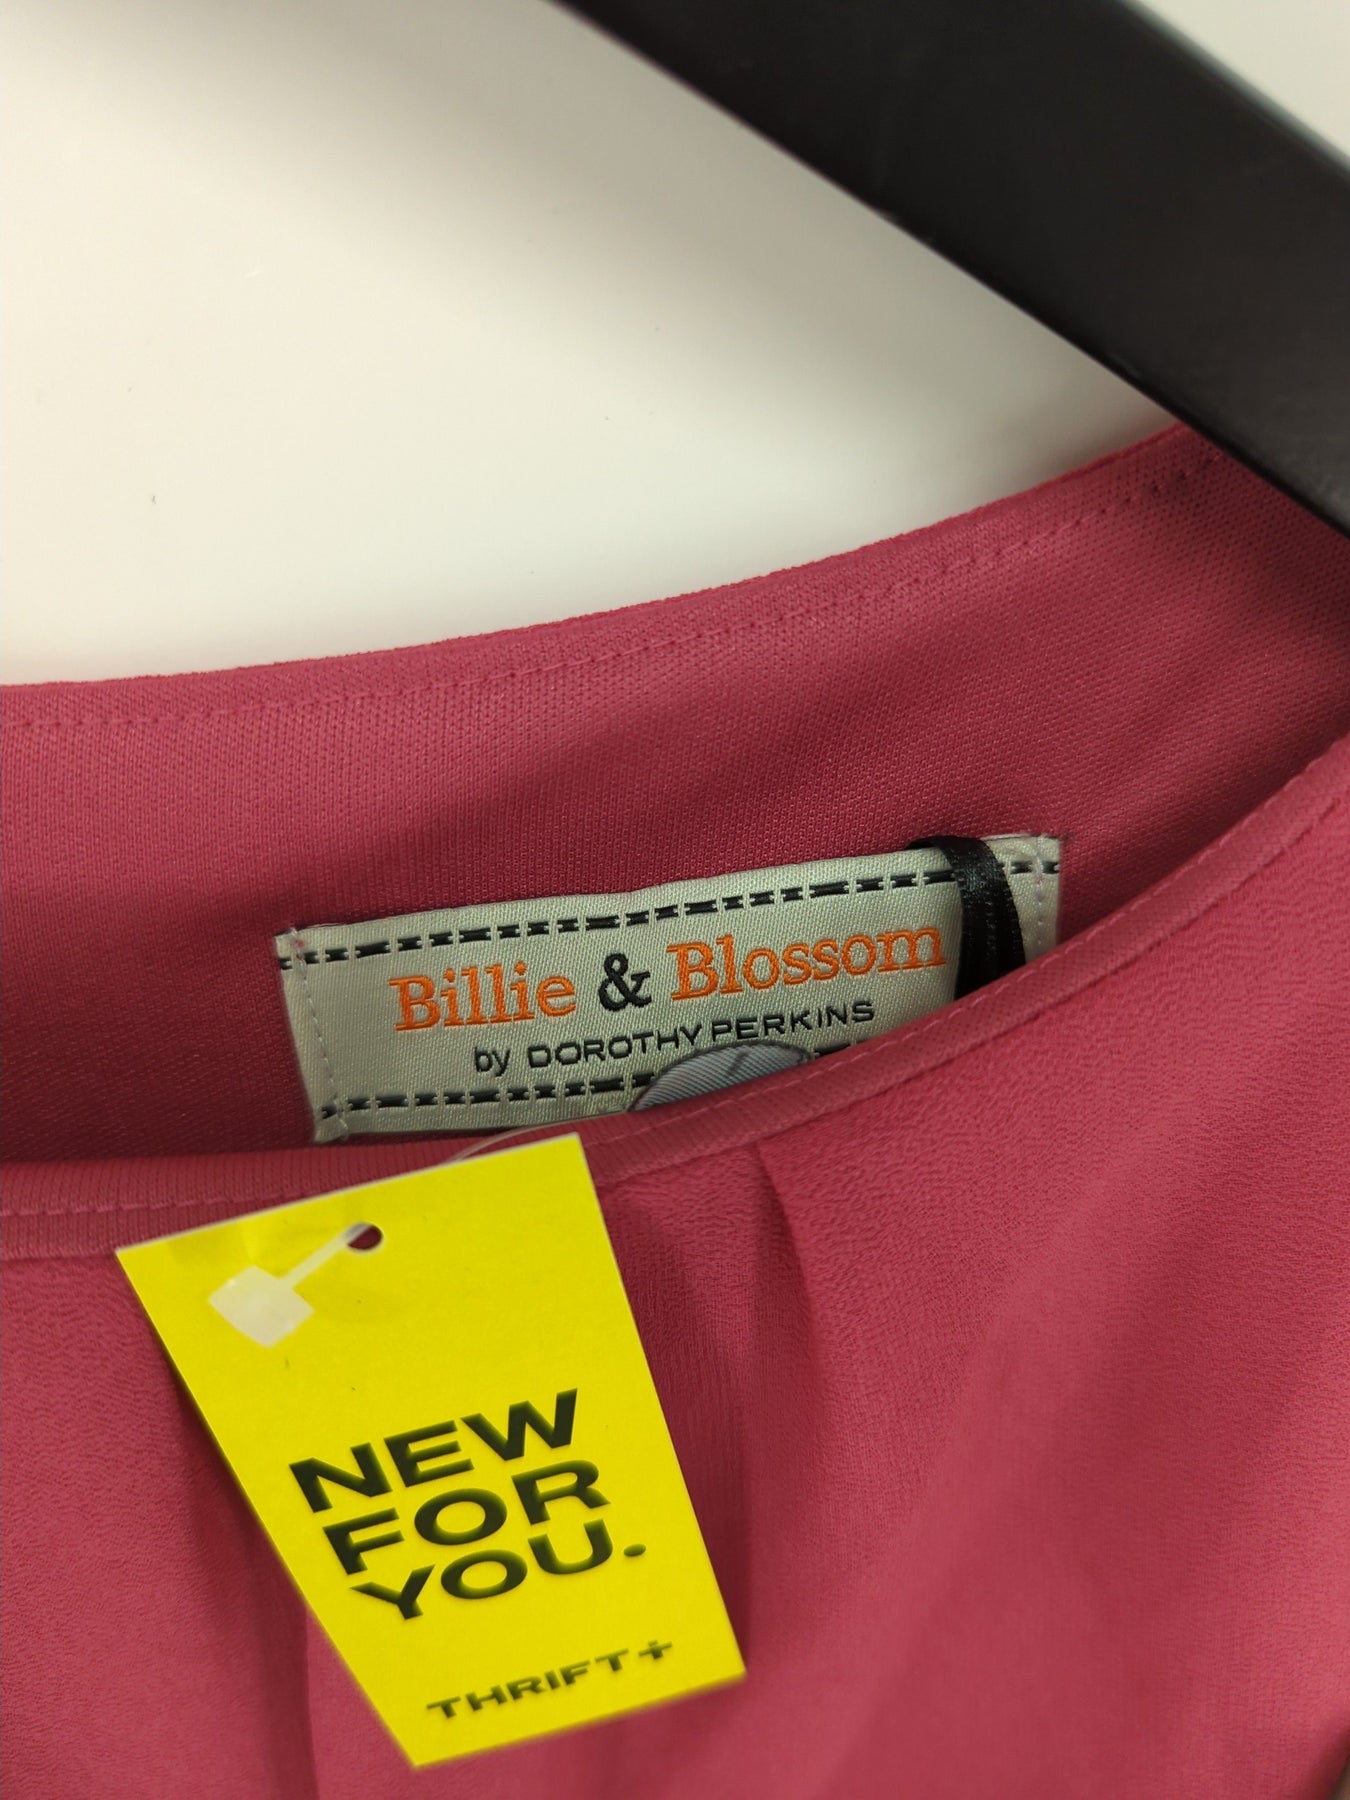 Billie & Blossom
by DOROTHY PERKINS
NEW
FOR
YOU.
THRIFT+